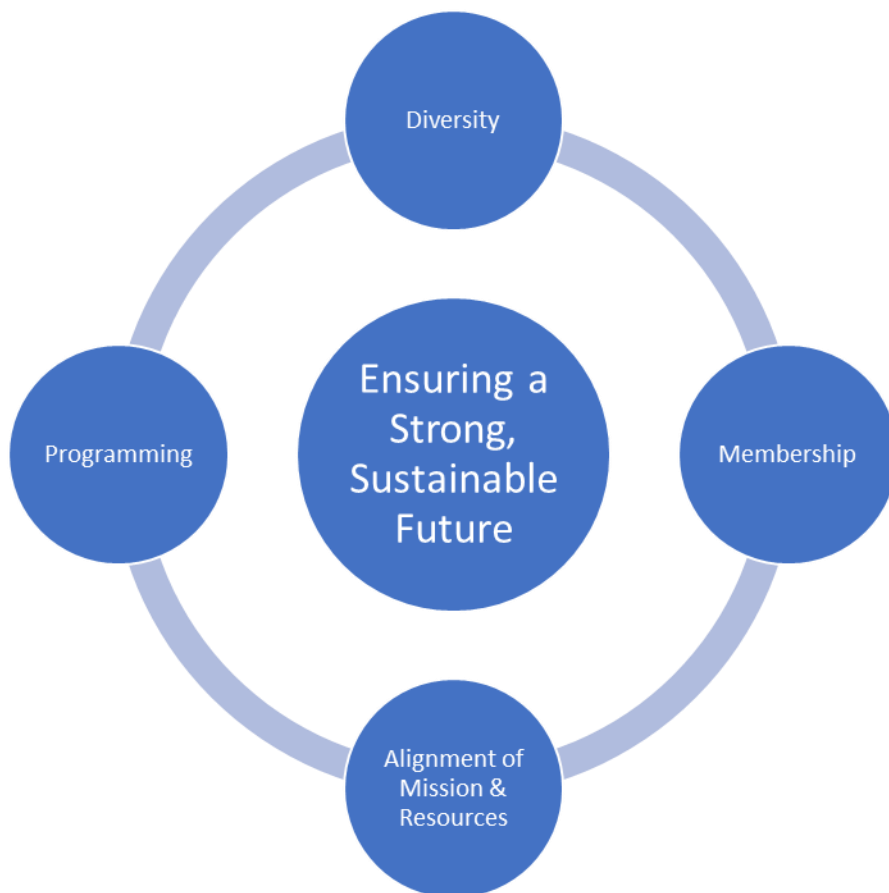 Diversity
Programming
Ensuring a
Strong,
Sustainable
Future
Membership
Alignment of
Mission &
Resources